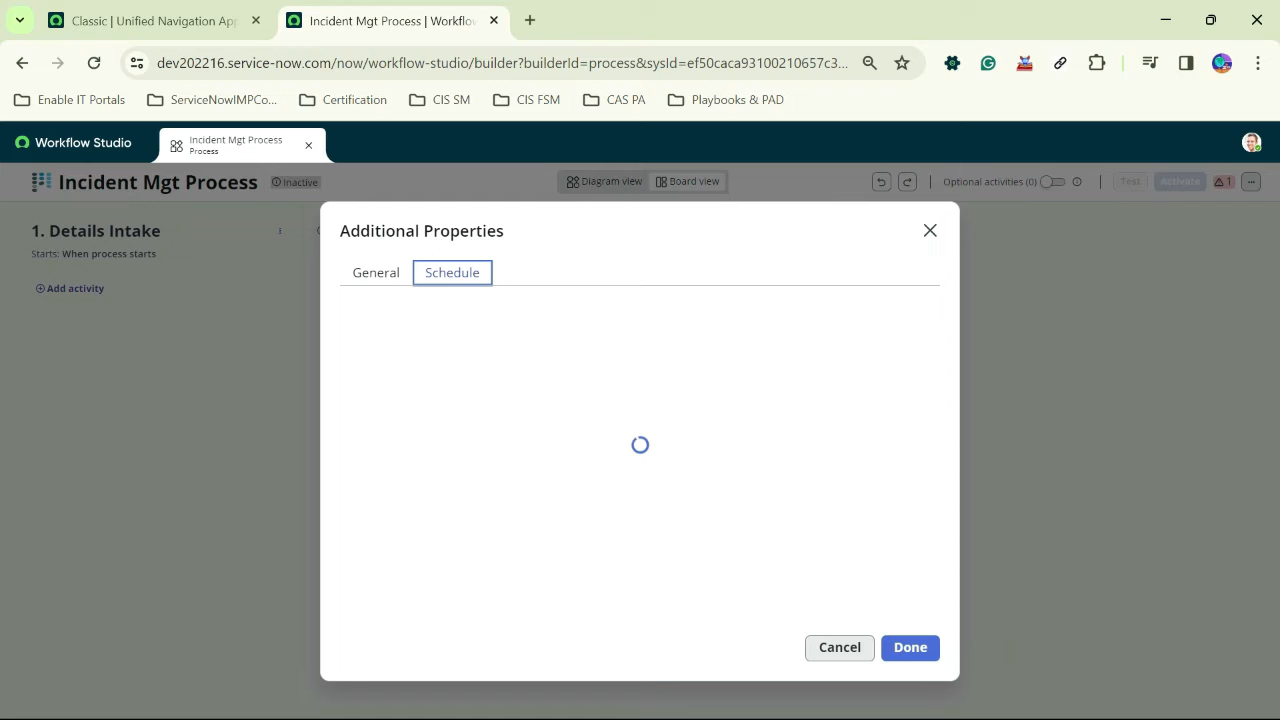 Classic | Unified Navigation App
Incident Mgt Process | Workflow
dev202216.service-now.com/now/workflow-studio/builder?builderId=process&sysId=ef50caca93100210657c3...
Enable IT Portals
ServiceNowIMPCo...
Certification
CIS SM
CIS FSM
CAS PA
Playbooks & PAD
Workflow Studio
Incident Mgt Process
Process
Incident Mgt Process
Inactive
Diagram view
Board view
Optional activities (0)
Test
Activate
1
1. Details Intake
Starts: When process starts
Add activity
Additional Properties
General
Schedule
Cancel
Done